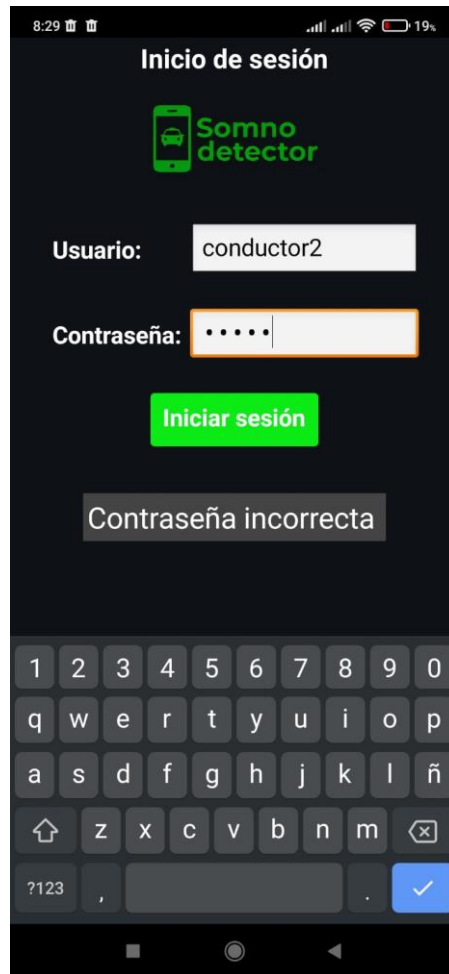 8:29 19%
Inicio de sesión
Somno
detector
Usuario: conductor2
Contraseña: •••••
Iniciar sesión
Contraseña incorrecta
1 2 3 4 5 6 7 8 9 0
q w e r t y u i o p
a s d f g h j k l ñ
z x c v b n m
?123 , .